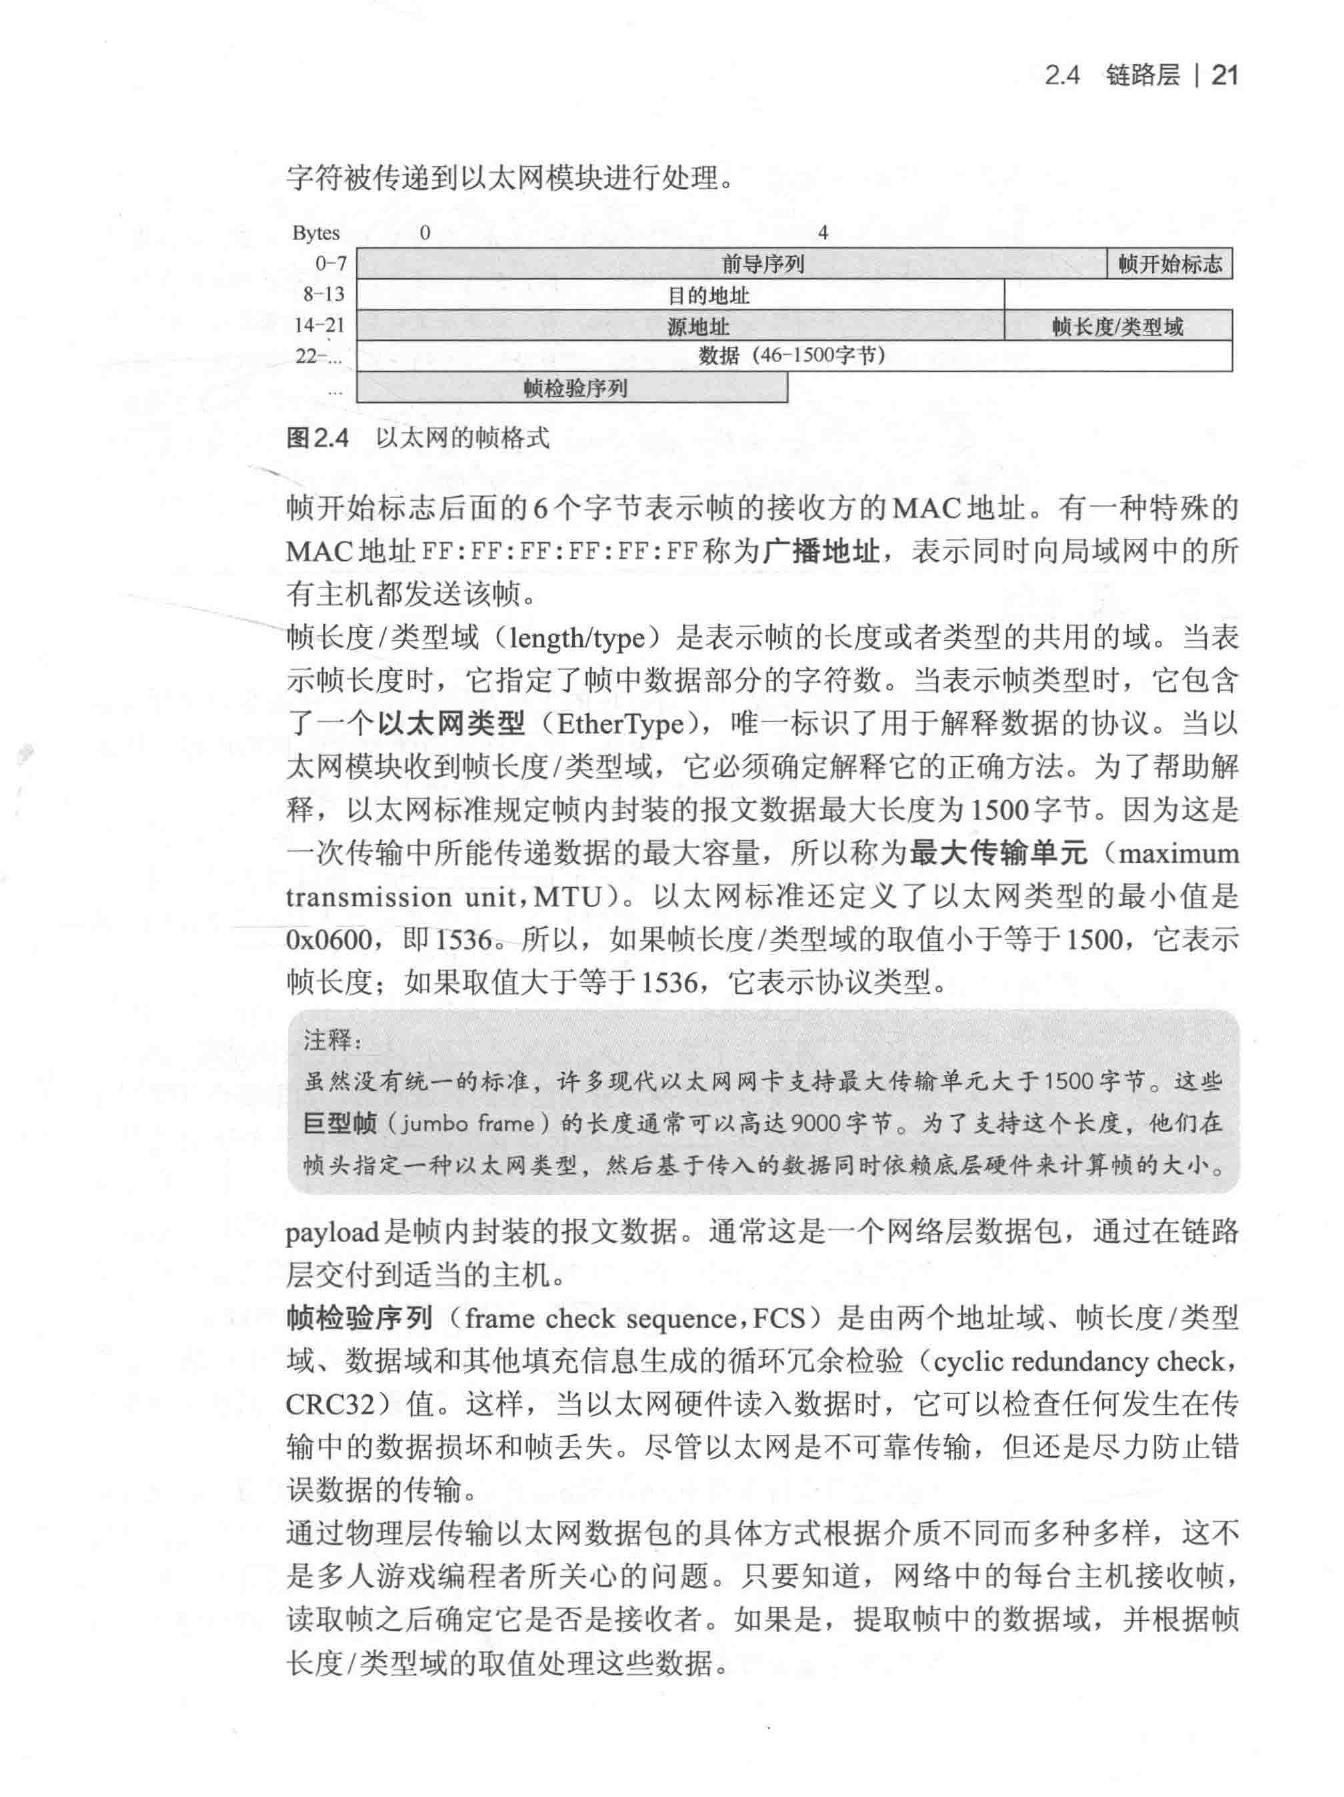 2.4 链路层 | 21
字符被传递到以太网模块进行处理。
Bytes 0 4
0-7 前导序列 帧开始标志
8-13 目的地址
14-21 源地址 帧长度/类型域
22-... 数据（46-1500字节）
... 帧检验序列
图2.4 以太网的帧格式
帧开始标志后面的6个字节表示帧的接收方的MAC地址。有一种特殊的
MAC地址FF:FF:FF:FF:FF:FF称为广播地址，表示同时向局域网中的所
有主机都发送该帧。
帧长度/类型域（length/type）是表示帧的长度或者类型的共用的域。当表
示帧长度时，它指定了帧中数据部分的字符数。当表示帧类型时，它包含
了一个以太网类型（EtherType），唯一标识了用于解释数据的协议。当以
太网模块收到帧长度/类型域，它必须确定解释它的正确方法。为了帮助解
释，以太网标准规定帧内封装的报文数据最大长度为1500字节。因为这是
一次传输中所能传递数据的最大容量，所以称为最大传输单元（maximum
transmission unit，MTU）。以太网标准还定义了以太网类型的最小值是
0x0600，即1536。所以，如果帧长度/类型域的取值小于等于1500，它表示
帧长度；如果取值大于等于1536，它表示协议类型。
注释：
虽然没有统一的标准，许多现代以太网网卡支持最大传输单元大于1500字节。这些
巨型帧（jumbo frame）的长度通常可以高达9000字节。为了支持这个长度，他们在
帧头指定一种以太网类型，然后基于传入的数据同时依赖底层硬件来计算帧的大小。
payload是帧内封装的报文数据。通常这是一个网络层数据包，通过在链路
层交付到适当的主机。
帧检验序列（frame check sequence，FCS）是由两个地址域、帧长度/类型
域、数据域和其他填充信息生成的循环冗余检验（cyclic redundancy check，
CRC32）值。这样，当以太网硬件读入数据时，它可以检查任何发生在传
输中的数据损坏和帧丢失。尽管以太网是不可靠传输，但还是尽力防止错
误数据的传输。
通过物理层传输以太网数据包的具体方式根据介质不同而多种多样，这不
是多人游戏编程者所关心的问题。只要知道，网络中的每台主机接收帧，
读取帧之后确定它是否是接收者。如果是，提取帧中的数据域，并根据帧
长度/类型域的取值处理这些数据。